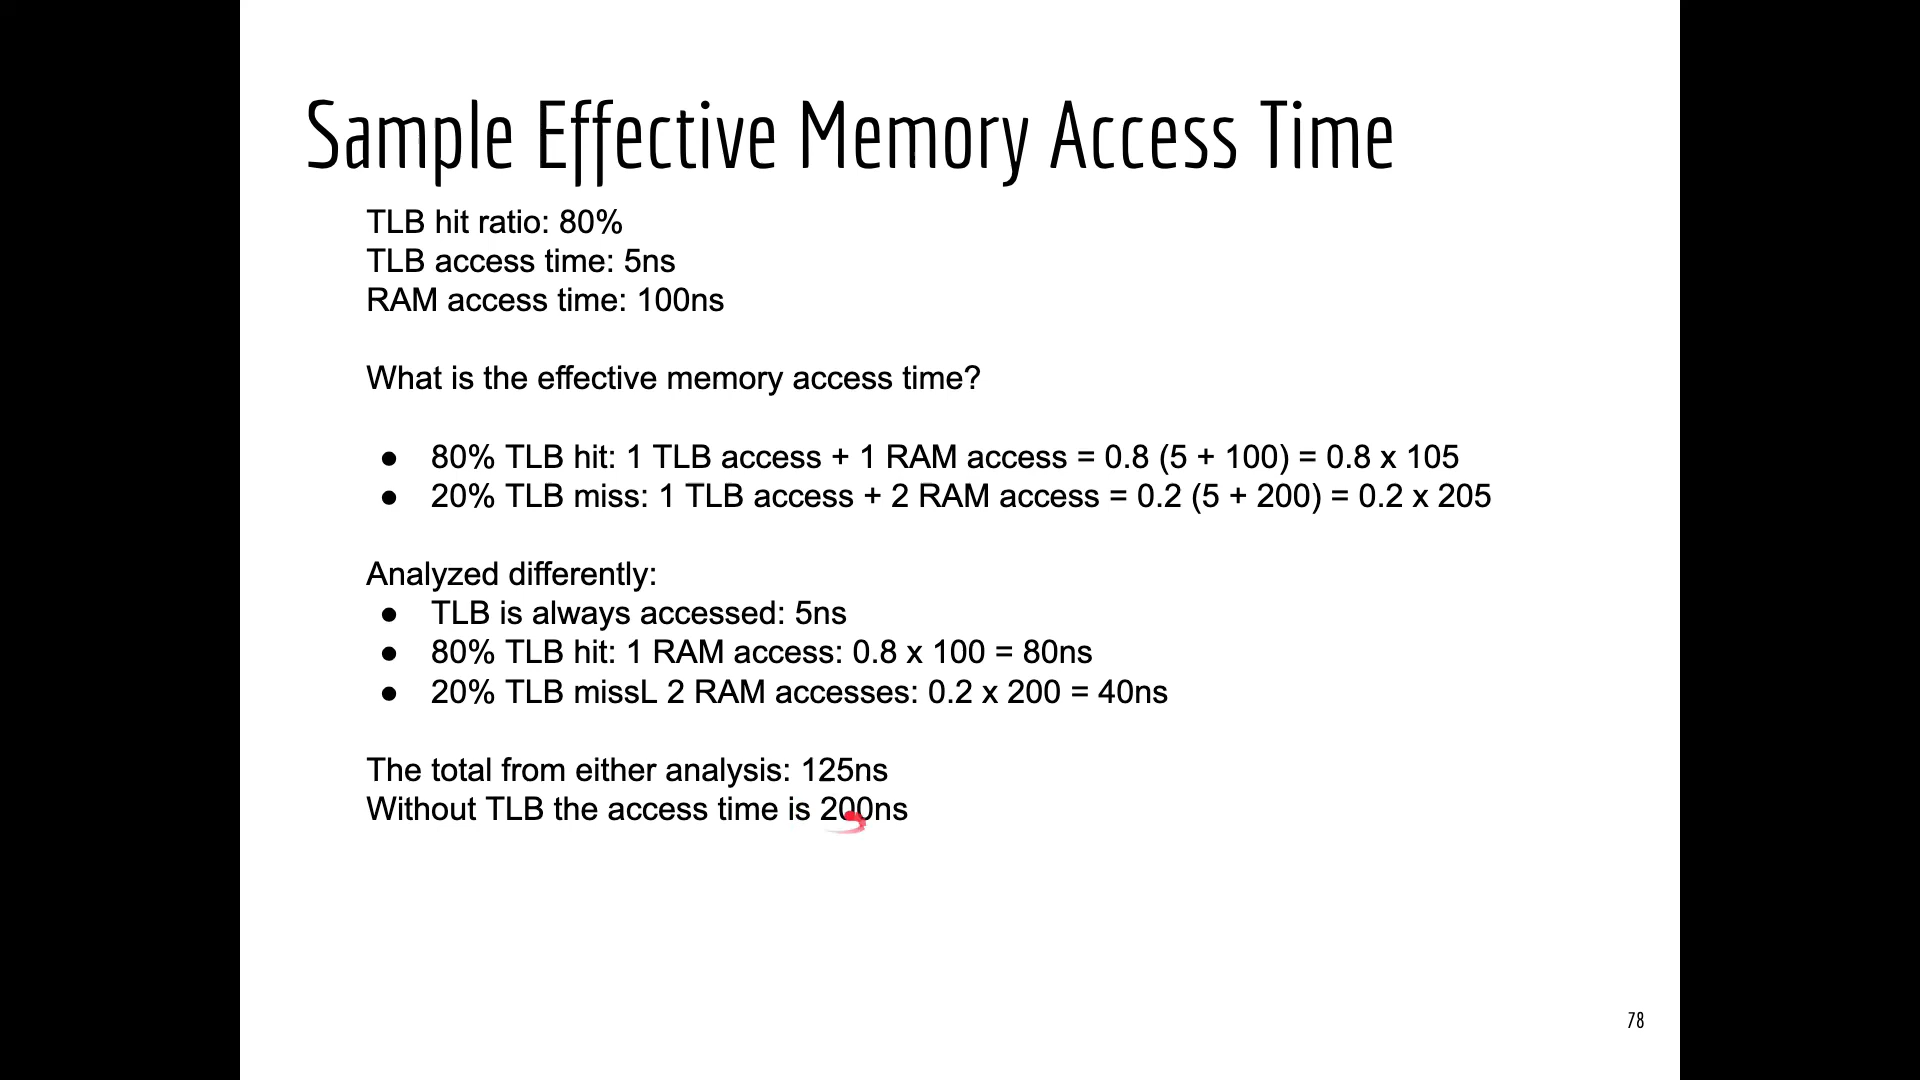 Sample Effective Memory Access Time
TLB hit ratio: 80%
TLB access time: 5ns
RAM access time: 100ns
What is the effective memory access time?
● 80% TLB hit: 1 TLB access + 1 RAM access = 0.8 (5 + 100) = 0.8 x 105
● 20% TLB miss: 1 TLB access + 2 RAM access = 0.2 (5 + 200) = 0.2 x 205
Analyzed differently:
● TLB is always accessed: 5ns
● 80% TLB hit: 1 RAM access: 0.8 x 100 = 80ns
● 20% TLB missL 2 RAM accesses: 0.2 x 200 = 40ns
The total from either analysis: 125ns
Without TLB the access time is 200ns
78